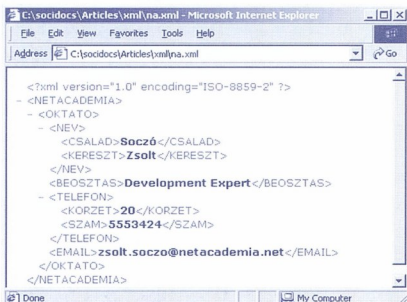 C:\socidocs\Articles\xml\na.xml - Microsoft Internet Explorer
File Edit View Favorites Tools Help
Address C:\socidocs\Articles\xml\na.xml Go
<?xml version="1.0" encoding="ISO-8859-2" ?>
- <NETACADEMIA>
- <OKTATO>
- <NEV>
<CSALAD>Soczó</CSALAD>
<KERESZT>Zsolt</KERESZT>
</NEV>
<BEOSZTAS>Development Expert</BEOSZTAS>
- <TELEFON>
<KORZET>20</KORZET>
<SZAM>5553424</SZAM>
</TELEFON>
<EMAIL>zsolt.soczo@netacademia.net</EMAIL>
</OKTATO>
</NETACADEMIA>
Done My Computer